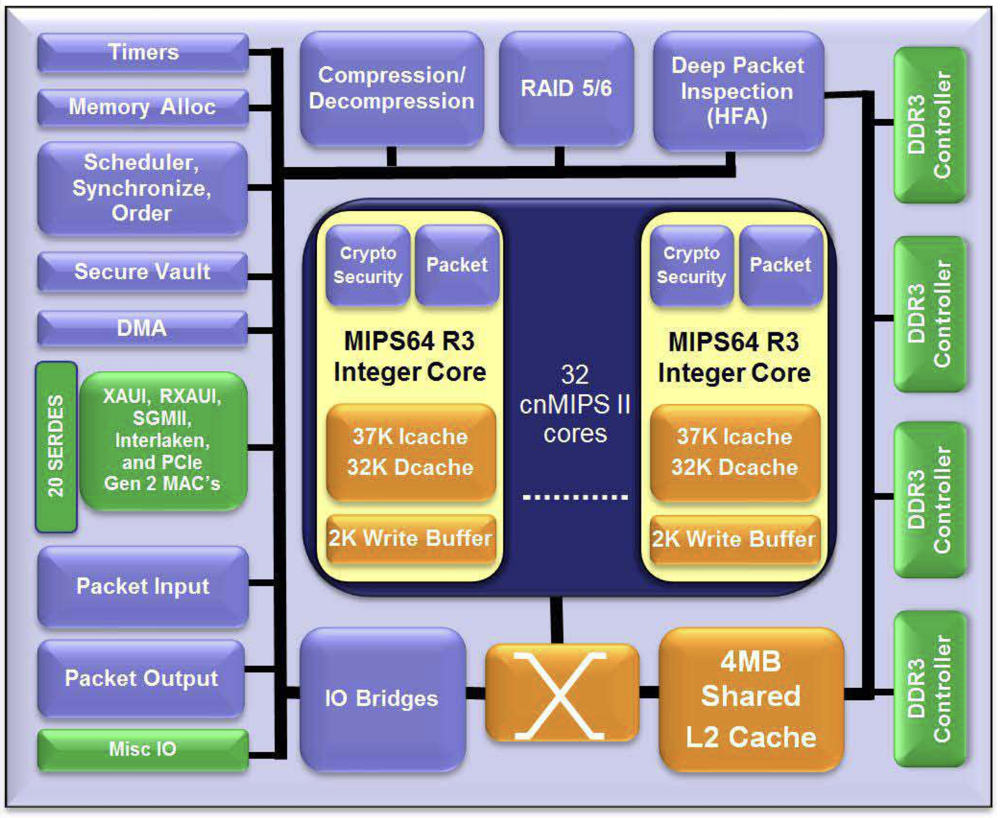 Timers
Memory Alloc
Scheduler,
Synchronize,
Order
Secure Vault
DMA
20 SERDES
XAUI, RXAUI,
SGMII,
Interlaken,
and PCIe
Gen 2 MAC's
Packet Input
Packet Output
Misc IO
Compression/
Decompression
RAID 5/6
Deep Packet
Inspection
(HFA)
Crypto
Security
Packet
MIPS64 R3
Integer Core
37K Icache
32K Dcache
2K Write Buffer
32
cnMIPS II
cores
Crypto
Security
Packet
MIPS64 R3
Integer Core
37K Icache
32K Dcache
2K Write Buffer
IO Bridges
4MB
Shared
L2 Cache
DDR3
Controller
DDR3
Controller
DDR3
Controller
DDR3
Controller